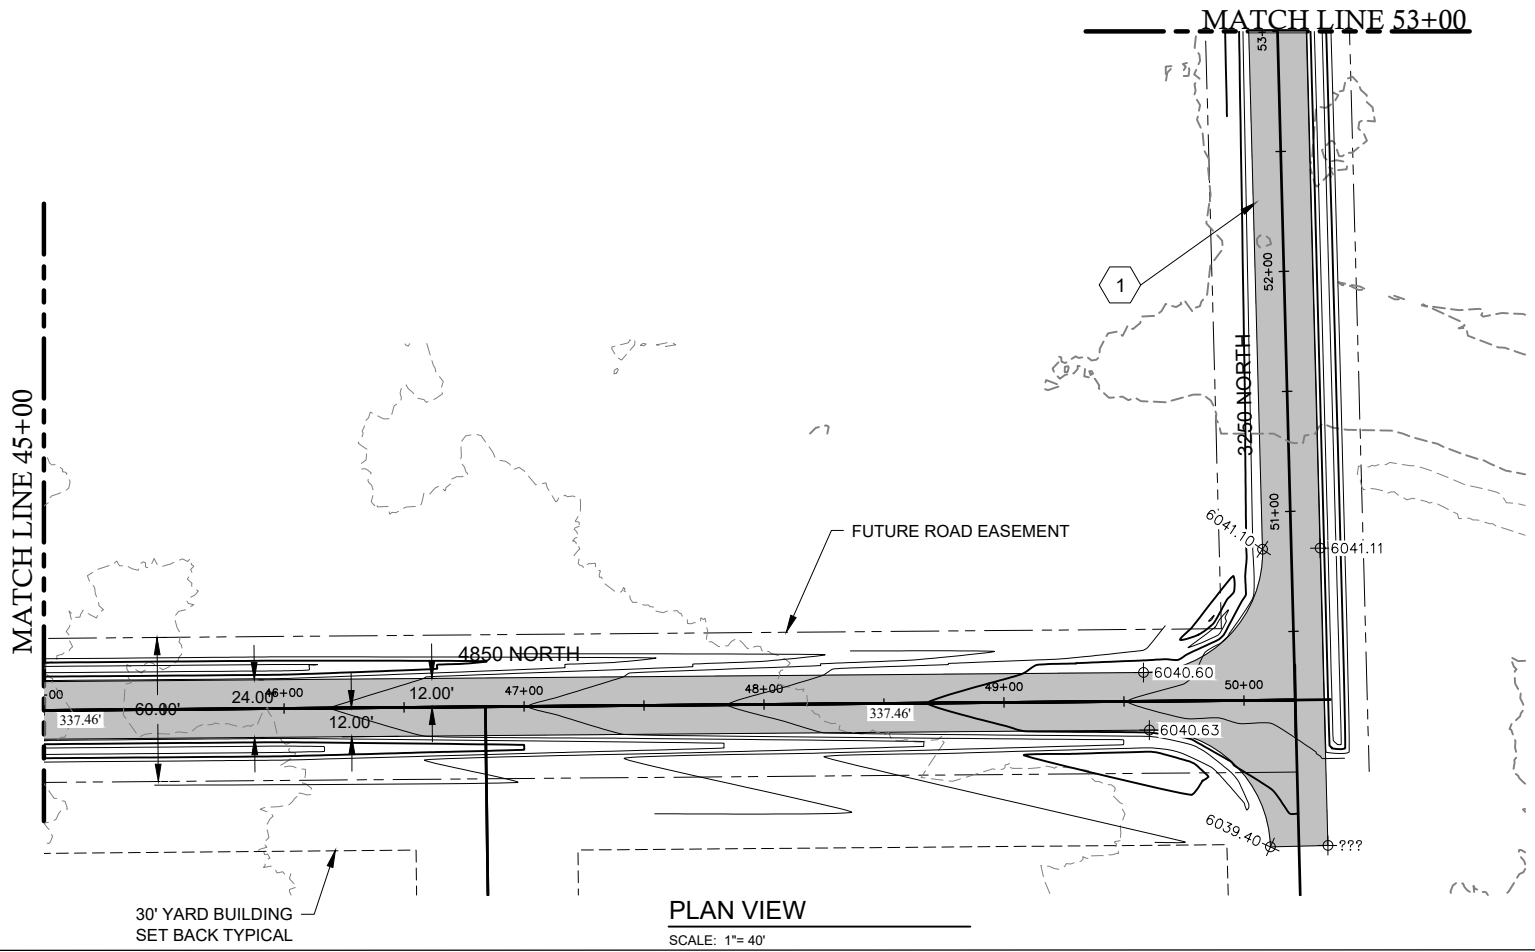 MATCH LINE 53+00
53+
1
52+00
3250 NORTH
MATCH LINE 45+00
51+00
6041.10
6041.11
FUTURE ROAD EASEMENT
4850 NORTH
6040.60
00
24.00'
46+00
12.00'
47+00
48+00
49+00
50+00
60.00'
337.46'
12.00'
337.46'
6040.63
6039.40
???
30' YARD BUILDING
SET BACK TYPICAL
PLAN VIEW
SCALE: 1"= 40'